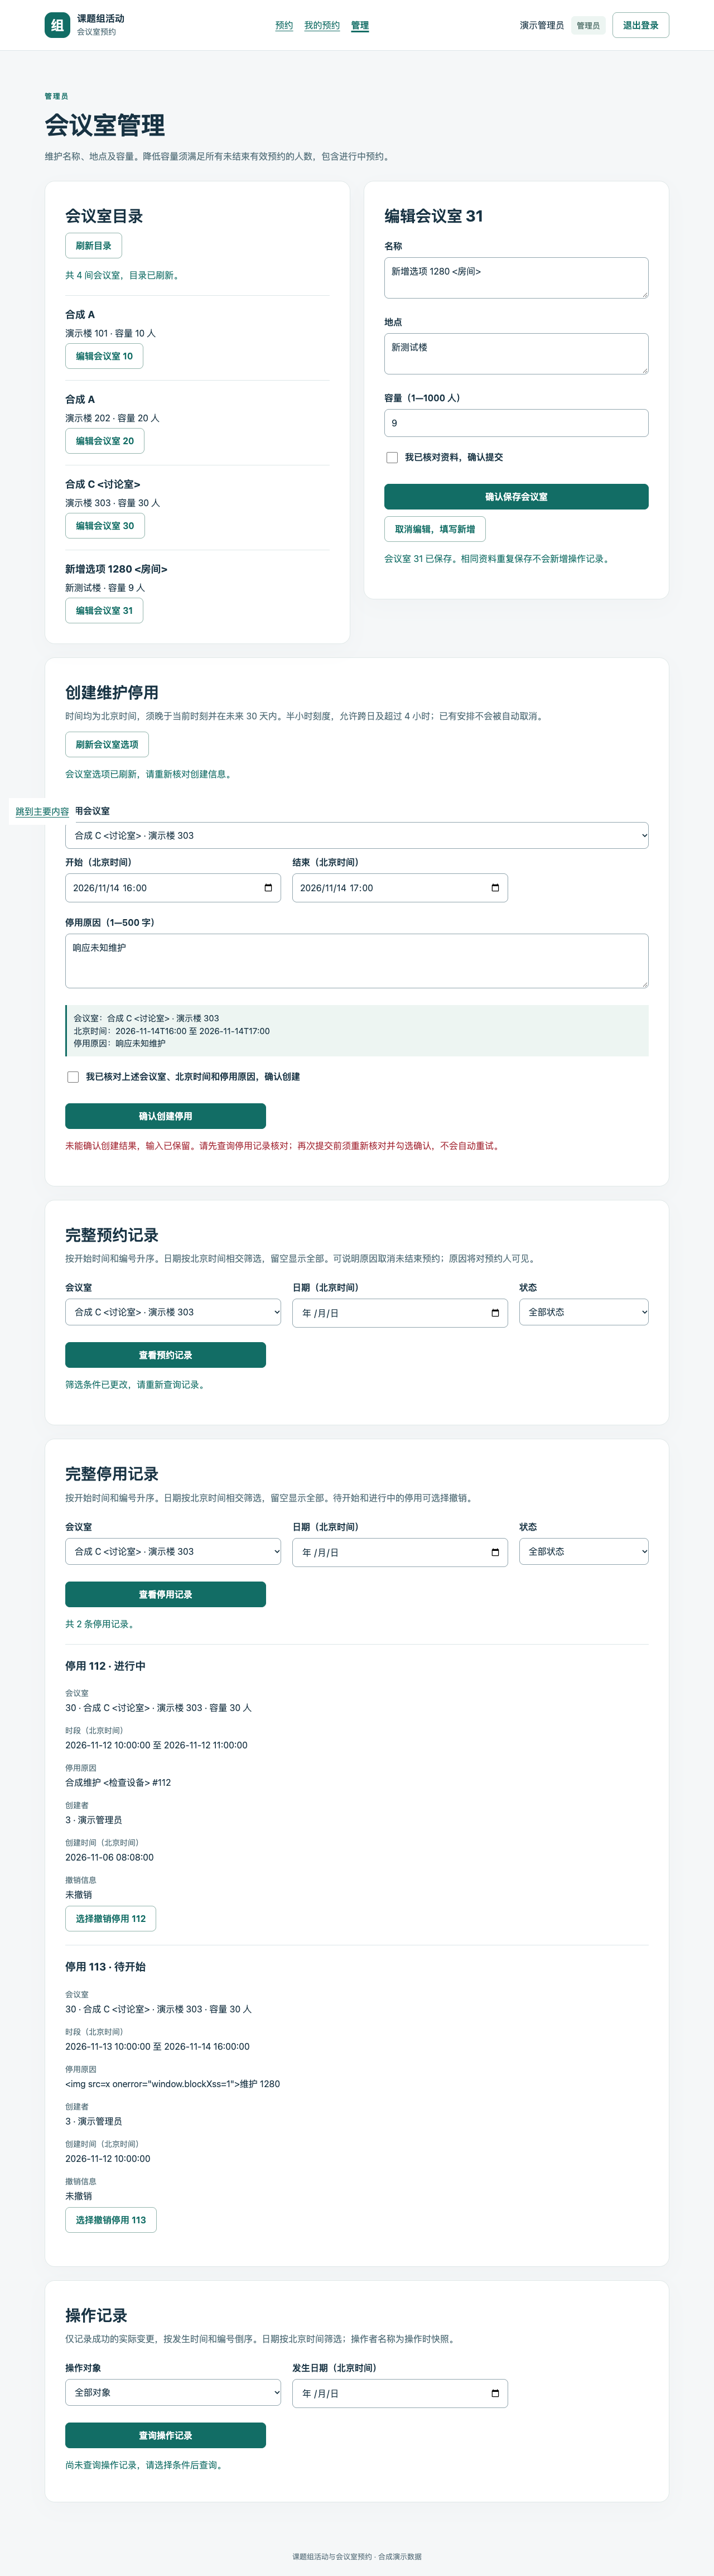 组
课题组活动
会议室预约
预约 我的预约 管理
演示管理员 管理员 退出登录
管理员
会议室管理
维护名称、地点及容量。降低容量须满足所有未结束有效预约的人数，包含进行中预约。
会议室目录
刷新目录
共 4 间会议室，目录已刷新。
合成 A
演示楼 101 · 容量 10 人
编辑会议室 10
合成 A
演示楼 202 · 容量 20 人
编辑会议室 20
合成 C <讨论室>
演示楼 303 · 容量 30 人
编辑会议室 30
新增选项 1280 <房间>
新测试楼 · 容量 9 人
编辑会议室 31
编辑会议室 31
名称
新增选项 1280 <房间>
地点
新测试楼
容量（1—1000 人）
9
我已核对资料，确认提交
确认保存会议室
取消编辑，填写新增
会议室 31 已保存。相同资料重复保存不会新增操作记录。
创建维护停用
时间均为北京时间，须晚于当前时刻并在未来 30 天内。半小时刻度，允许跨日及超过 4 小时；已有安排不会被自动取消。
刷新会议室选项
会议室选项已刷新，请重新核对创建信息。
跳到主要内容
用会议室
合成 C <讨论室> · 演示楼 303
开始（北京时间） 结束（北京时间）
2026/11/14 16:00 2026/11/14 17:00
停用原因（1—500 字）
响应未知维护
会议室：合成 C <讨论室> · 演示楼 303
北京时间：2026-11-14T16:00 至 2026-11-14T17:00
停用原因：响应未知维护
我已核对上述会议室、北京时间和停用原因，确认创建
确认创建停用
未能确认创建结果，输入已保留。请先查询停用记录核对；再次提交前须重新核对并勾选确认，不会自动重试。
完整预约记录
按开始时间和编号升序。日期按北京时间相交筛选，留空显示全部。可说明原因取消未结束预约；原因将对预约人可见。
会议室 日期（北京时间） 状态
合成 C <讨论室> · 演示楼 303 年 /月/日 全部状态
查看预约记录
筛选条件已更改，请重新查询记录。
完整停用记录
按开始时间和编号升序。日期按北京时间相交筛选，留空显示全部。待开始和进行中的停用可选择撤销。
会议室 日期（北京时间） 状态
合成 C <讨论室> · 演示楼 303 年 /月/日 全部状态
查看停用记录
共 2 条停用记录。
停用 112 · 进行中
会议室
30 · 合成 C <讨论室> · 演示楼 303 · 容量 30 人
时段（北京时间）
2026-11-12 10:00:00 至 2026-11-12 11:00:00
停用原因
合成维护 <检查设备> #112
创建者
3 · 演示管理员
创建时间（北京时间）
2026-11-06 08:08:00
撤销信息
未撤销
选择撤销停用 112
停用 113 · 待开始
会议室
30 · 合成 C <讨论室> · 演示楼 303 · 容量 30 人
时段（北京时间）
2026-11-13 10:00:00 至 2026-11-14 16:00:00
停用原因
<img src=x onerror="window.blockXss=1">维护 1280
创建者
3 · 演示管理员
创建时间（北京时间）
2026-11-12 10:00:00
撤销信息
未撤销
选择撤销停用 113
操作记录
仅记录成功的实际变更，按发生时间和编号倒序。日期按北京时间筛选；操作者名称为操作时快照。
操作对象 发生日期（北京时间）
全部对象 年 /月/日
查询操作记录
尚未查询操作记录，请选择条件后查询。
课题组活动与会议室预约 · 合成演示数据